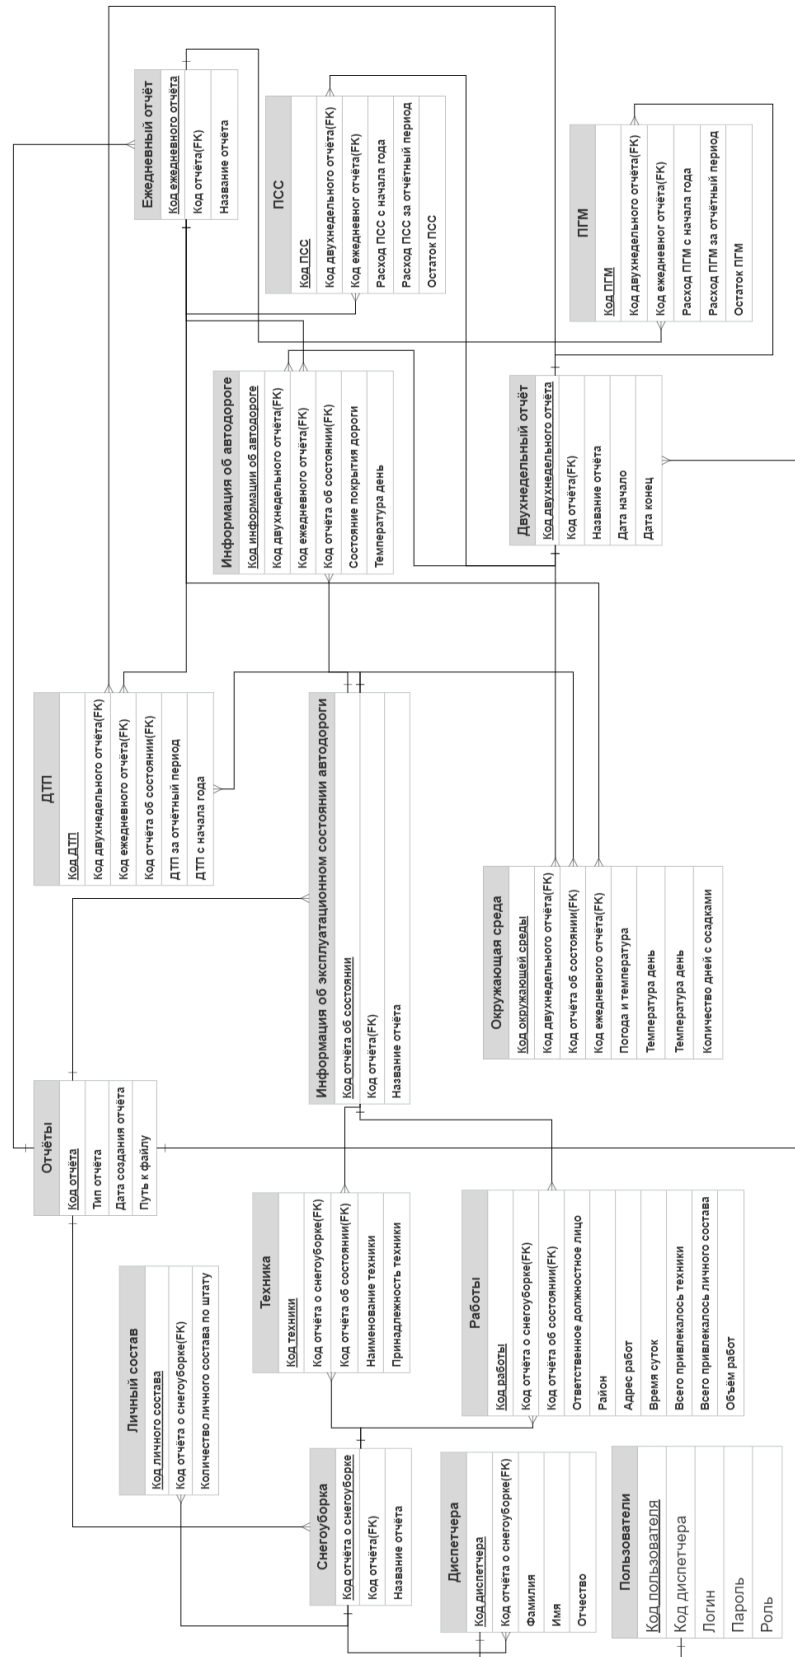 Отчёты
Код отчёта
Тип отчёта
Дата создания отчёта
Путь к файлу
ДТП
Код ДТП
Код двухнедельного отчёта(FK)
Код ежедневного отчёта(FK)
Код отчёта об состоянии(FK)
ДТП за отчётный период
ДТП с начала года
Ежедневный отчёт
Код ежедневного отчёта
Код отчёта(FK)
Название отчёта
Личный состав
Код личного состава
Код отчёта о снегоуборке(FK)
Количество личного состава по штату
Информация об автодороге
Код информации об автодороге
Код двухнедельного отчёта(FK)
Код ежедневного отчёта(FK)
Код отчёта об состоянии(FK)
Состояние покрытия дороги
Температура день
ПСС
Код ПСС
Код двухнедельного отчёта(FK)
Код ежедневног отчёта(FK)
Расход ПСС с начала года
Расход ПСС за отчётный период
Остаток ПСС
Техника
Код техники
Код отчёта о снегоуборке(FK)
Код отчёта об состоянии(FK)
Наименование техники
Принадлежность техники
Снегоуборка
Код отчёта о снегоуборке
Код отчёта(FK)
Название отчёта
Информация об эксплуатационном состоянии автодороги
Код отчёта об состоянии
Код отчёта(FK)
Название отчёта
Диспетчера
Код диспетчера
Код отчёта о снегоуборке(FK)
Фамилия
Имя
Отчество
Работы
Код работы
Код отчёта о снегоуборке(FK)
Код отчёта об состоянии(FK)
Ответственное должностное лицо
Район
Адрес работ
Время суток
Всего привлекалось техники
Всего привлекалось личного состава
Объём работ
Окружающая среда
Код окружающей среды
Код двухнедельного отчёта(FK)
Код отчёта об состоянии(FK)
Код ежедневного отчёта(FK)
Погода и температура
Температура день
Температура день
Количество дней с осадками
Двухнедельный отчёт
Код двухнедельного отчёта
Код отчёта(FK)
Название отчёта
Дата начало
Дата конец
ПГМ
Код ПГМ
Код двухнедельного отчёта(FK)
Код ежедневног отчёта(FK)
Расход ПГМ с начала года
Расход ПГМ за отчётный период
Остаток ПГМ
Пользователи
Код пользователя
Код диспетчера
Логин
Пароль
Роль